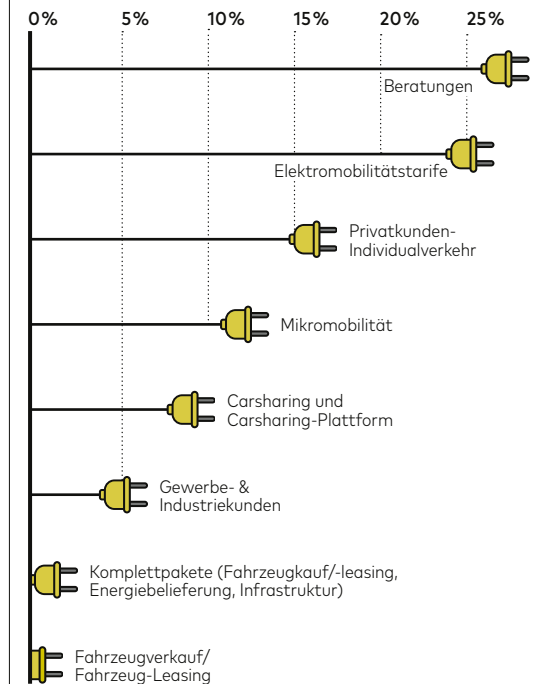 0% 5% 10% 15% 20% 25%
Beratungen
Elektromobilitätstarife
Privatkunden-
Individualverkehr
Mikromobilität
Carsharing und
Carsharing-Plattform
Gewerbe- &
Industriekunden
Komplettpakete (Fahrzeugkauf/-leasing,
Energiebelieferung, Infrastruktur)
Fahrzeugverkauf/
Fahrzeug-Leasing